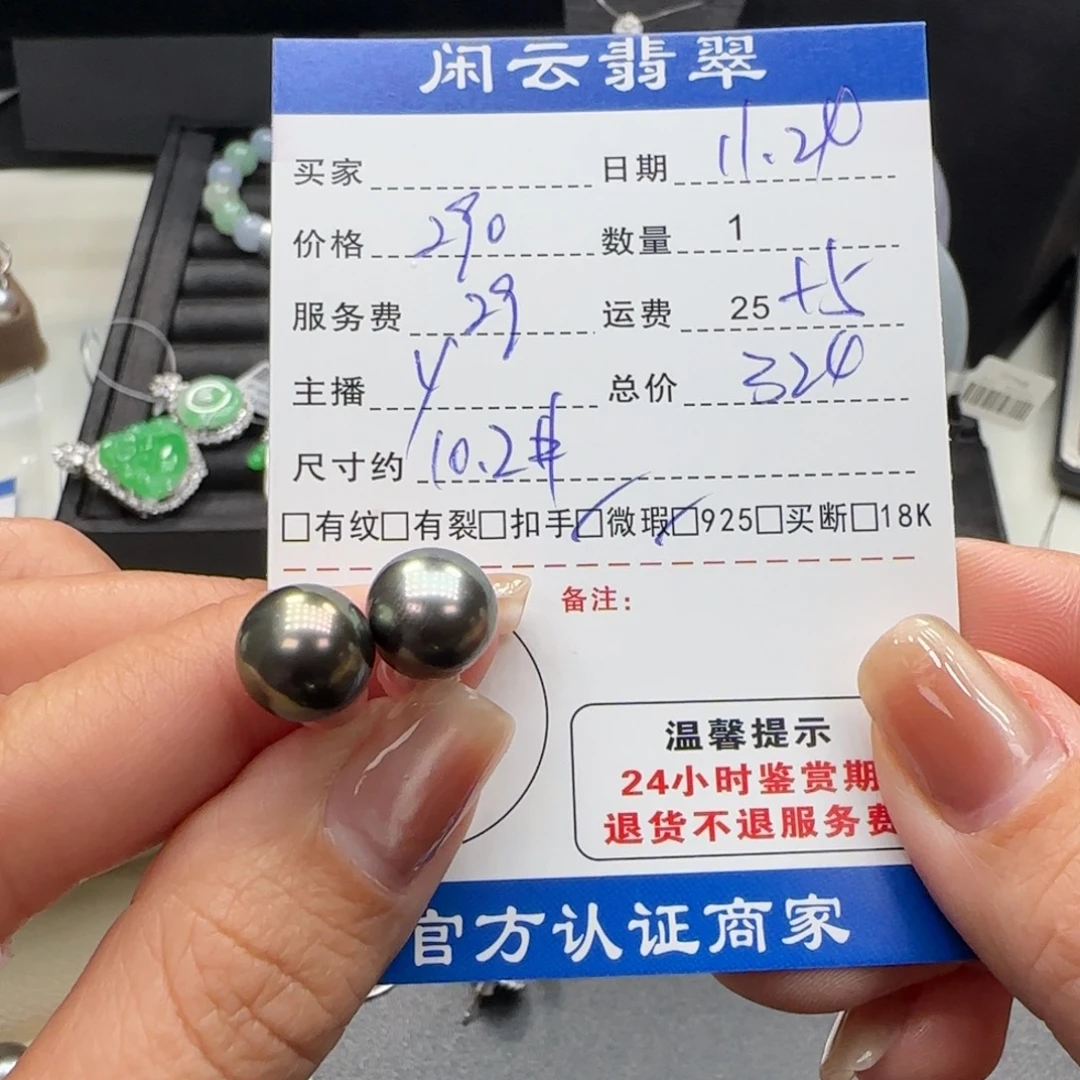 闲云翡翠
买家 日期 11.24
价格 290 数量 1
服务费 29 运费 25 +5
主播 Y 总价 324
尺寸约 10.2#
□有纹□有裂□扣手☑微瑕☑925□买断□18K
备注：
温馨提示
24小时鉴赏期
退货不退服务费
官方认证商家